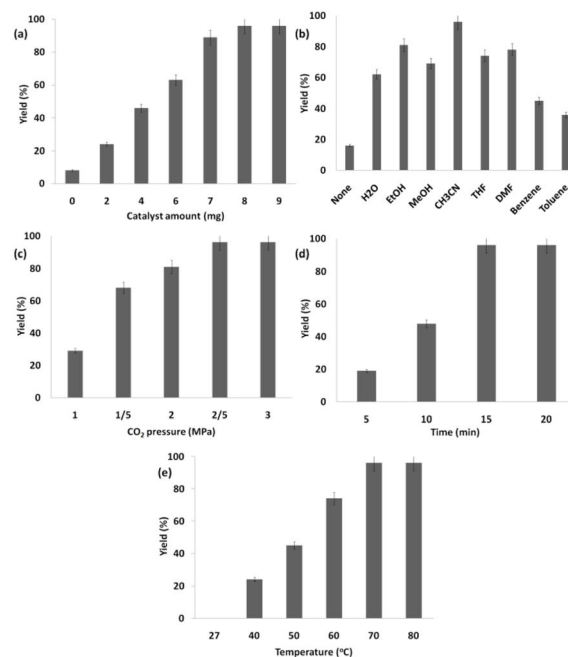 (a)
Yield (%)
100
80
60
40
20
0
0 2 4 6 7 8 9
Catalyst amount (mg)
(b)
Yield (%)
100
80
60
40
20
0
None H2O EtOH MeOH CH3CN THF DMF Benzene Toluene
(c)
Yield (%)
100
80
60
40
20
0
1 1/5 2 2/5 3
CO2 pressure (MPa)
(d)
Yield (%)
100
80
60
40
20
0
5 10 15 20
Time (min)
(e)
Yield (%)
100
80
60
40
20
0
27 40 50 60 70 80
Temperature (°C)